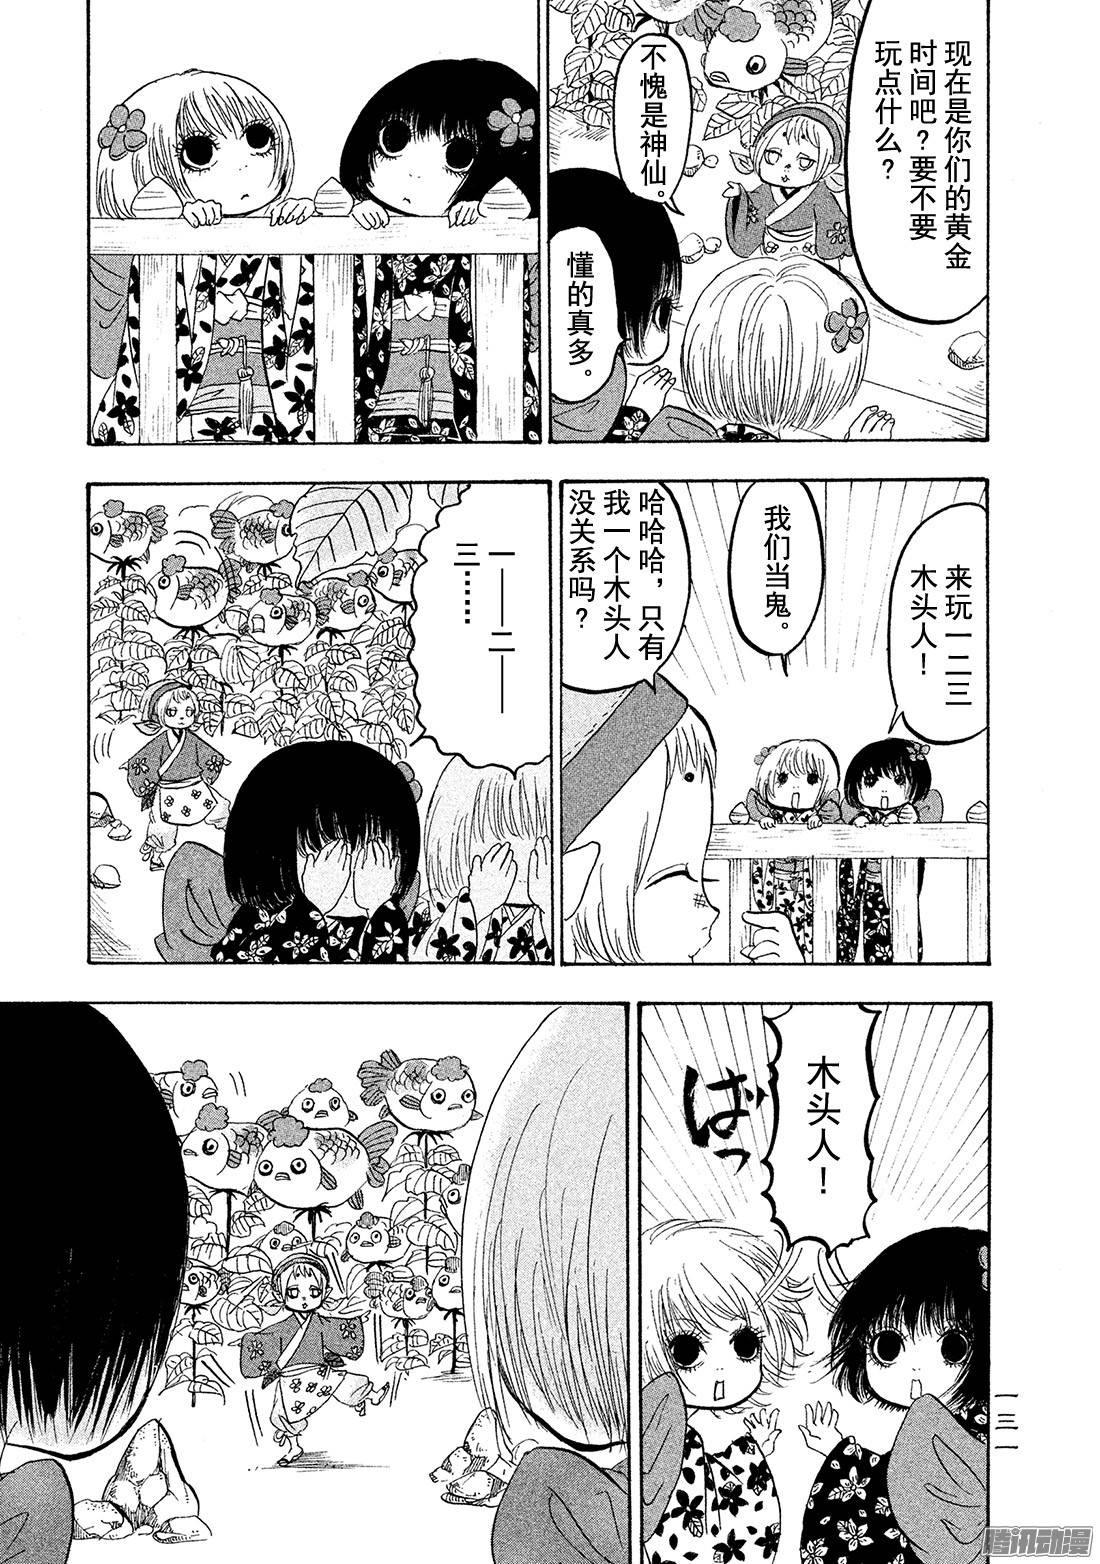 现在是你们的黄金
时间吧？要不要
玩点什么？
不愧是神仙。
懂的真多。
来玩一二三
木头人！
我们当鬼。
哈哈哈，只有
我一个木头人
没关系吗？
一——二——
三……
木头人！
ばっ
一三一
腾讯动漫